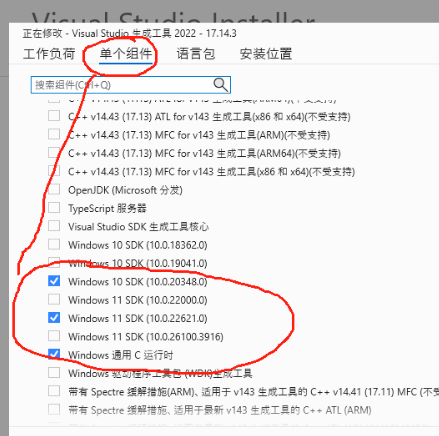 Visual Studio Installer
正在修改 - Visual Studio 生成工具 2022 - 17.14.3
工作负荷 单个组件 语言包 安装位置
搜索组件(Ctrl+Q)
C++ v14.43 (17.13) ATL for v143 生成工具(ARM64)(不受支持)
C++ v14.43 (17.13) ATL for v143 生成工具(x86 和 x64)(不受支持)
C++ v14.43 (17.13) MFC for v143 生成工具(ARM)(不受支持)
C++ v14.43 (17.13) MFC for v143 生成工具(ARM64)(不受支持)
C++ v14.43 (17.13) MFC for v143 生成工具(x86 和 x64)(不受支持)
OpenJDK (Microsoft 分发)
TypeScript 服务器
Visual Studio SDK 生成工具核心
Windows 10 SDK (10.0.18362.0)
Windows 10 SDK (10.0.19041.0)
Windows 10 SDK (10.0.20348.0)
Windows 11 SDK (10.0.22000.0)
Windows 11 SDK (10.0.22621.0)
Windows 11 SDK (10.0.26100.3916)
Windows 通用 C 运行时
Windows 驱动程序工具包 (WDK)生成工具
带有 Spectre 缓解措施(ARM)、适用于 v143 生成工具的 C++ v14.41 (17.11) MFC (不受
带有 Spectre 缓解措施、适用于最新 v143 生成工具的 C++ ATL (ARM)